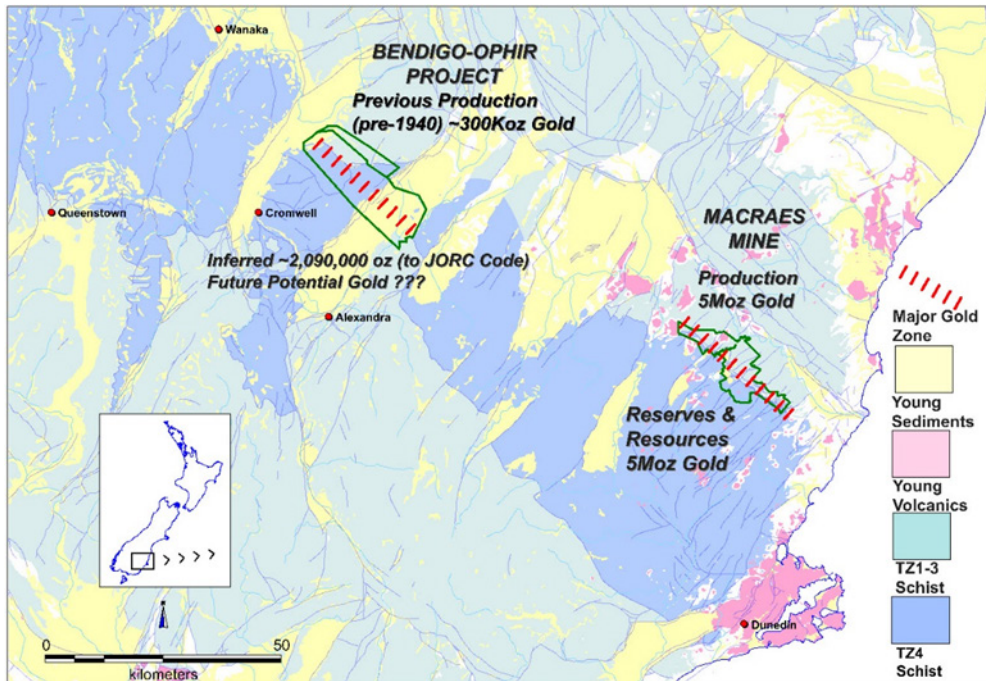 Wanaka
BENDIGO-OPHIR
PROJECT
Previous Production
(pre-1940) ~300Koz Gold
Queenstown
Cromwell
MACRAES
MINE
Inferred ~2,090,000 oz (to JORC Code)
Future Potential Gold ???
Production
5Moz Gold
Alexandra
Reserves &
Resources
5Moz Gold
Dunedin
0
50
kilometers
Major Gold
Zone
Young
Sediments
Young
Volcanics
TZ1-3
Schist
TZ4
Schist